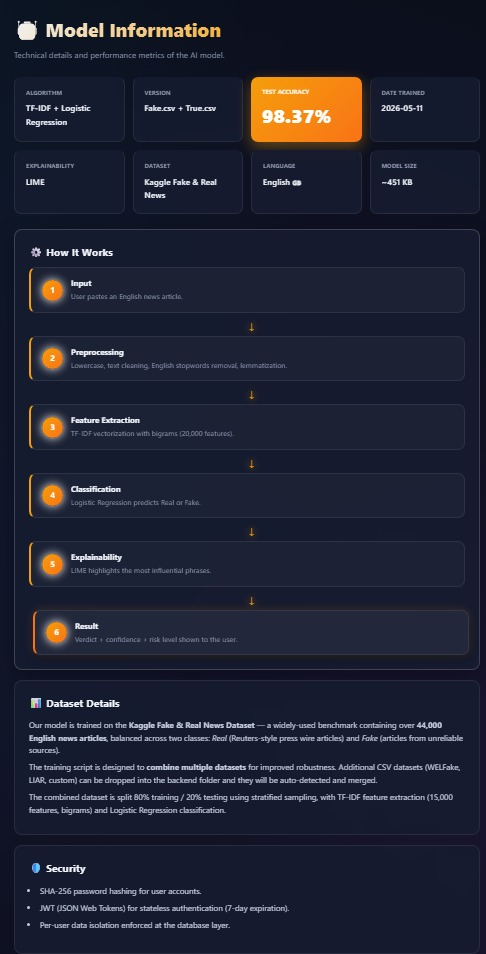 Model Information
Technical details and performance metrics of the AI model.
ALGORITHM
TF-IDF + Logistic
Regression
VERSION
Fake.csv + True.csv
TEST ACCURACY
98.37%
DATE TRAINED
2026-05-11
EXPLAINABILITY
LIME
DATASET
Kaggle Fake & Real
News
LANGUAGE
English 🇬🇧
MODEL SIZE
~451 KB
How It Works
1
Input
User pastes an English news article.
↓
2
Preprocessing
Lowercase, text cleaning, English stopwords removal, lemmatization.
↓
3
Feature Extraction
TF-IDF vectorization with bigrams (20,000 features).
↓
4
Classification
Logistic Regression predicts Real or Fake.
↓
5
Explainability
LIME highlights the most influential phrases.
↓
6
Result
Verdict + confidence + risk level shown to the user.
Dataset Details
Our model is trained on the Kaggle Fake & Real News Dataset — a widely-used benchmark containing over 44,000
English news articles, balanced across two classes: Real (Reuters-style press wire articles) and Fake (articles from unreliable
sources).
The training script is designed to combine multiple datasets for improved robustness. Additional CSV datasets (WELFake,
LIAR, custom) can be dropped into the backend folder and they will be auto-detected and merged.
The combined dataset is split 80% training / 20% testing using stratified sampling, with TF-IDF feature extraction (15,000
features, bigrams) and Logistic Regression classification.
Security
• SHA-256 password hashing for user accounts.
• JWT (JSON Web Tokens) for stateless authentication (7-day expiration).
• Per-user data isolation enforced at the database layer.